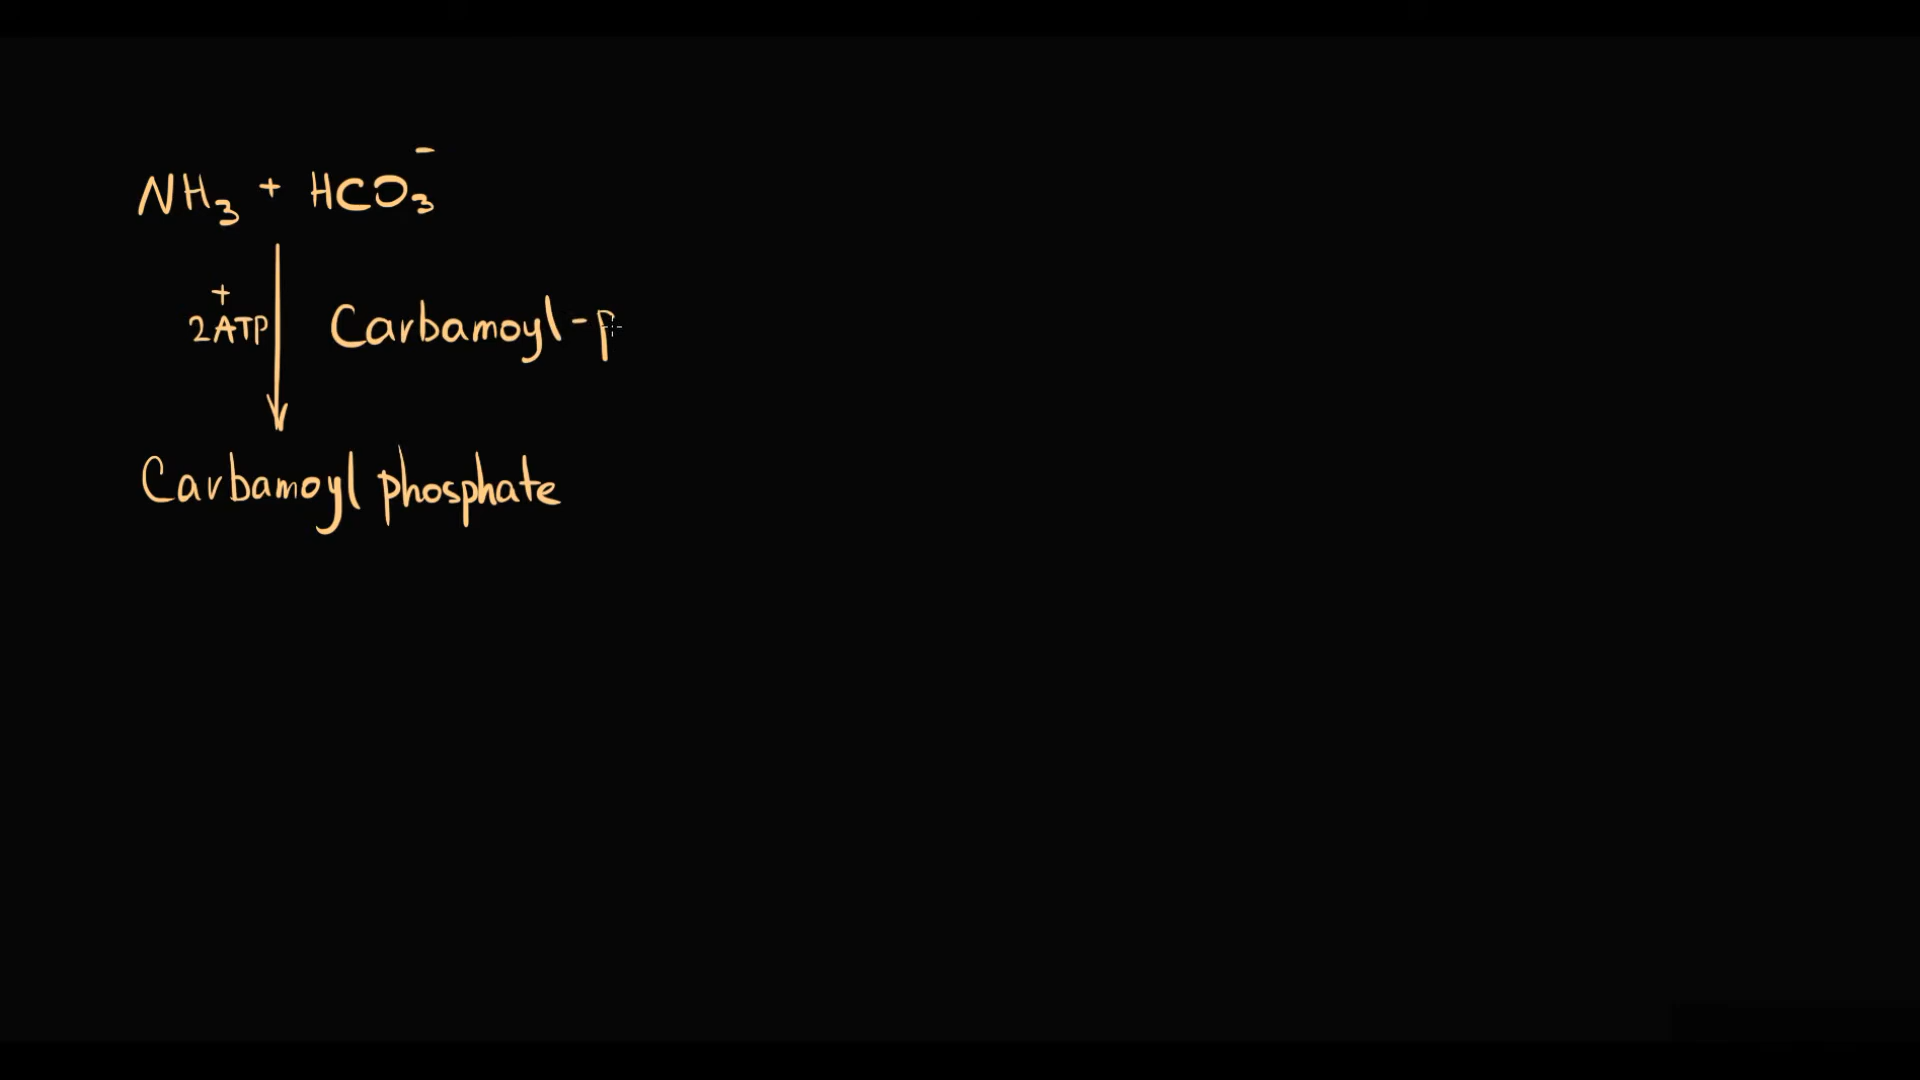 NH₃ + HCO₃⁻
+
2ATP Carbamoyl-p
Carbamoyl phosphate